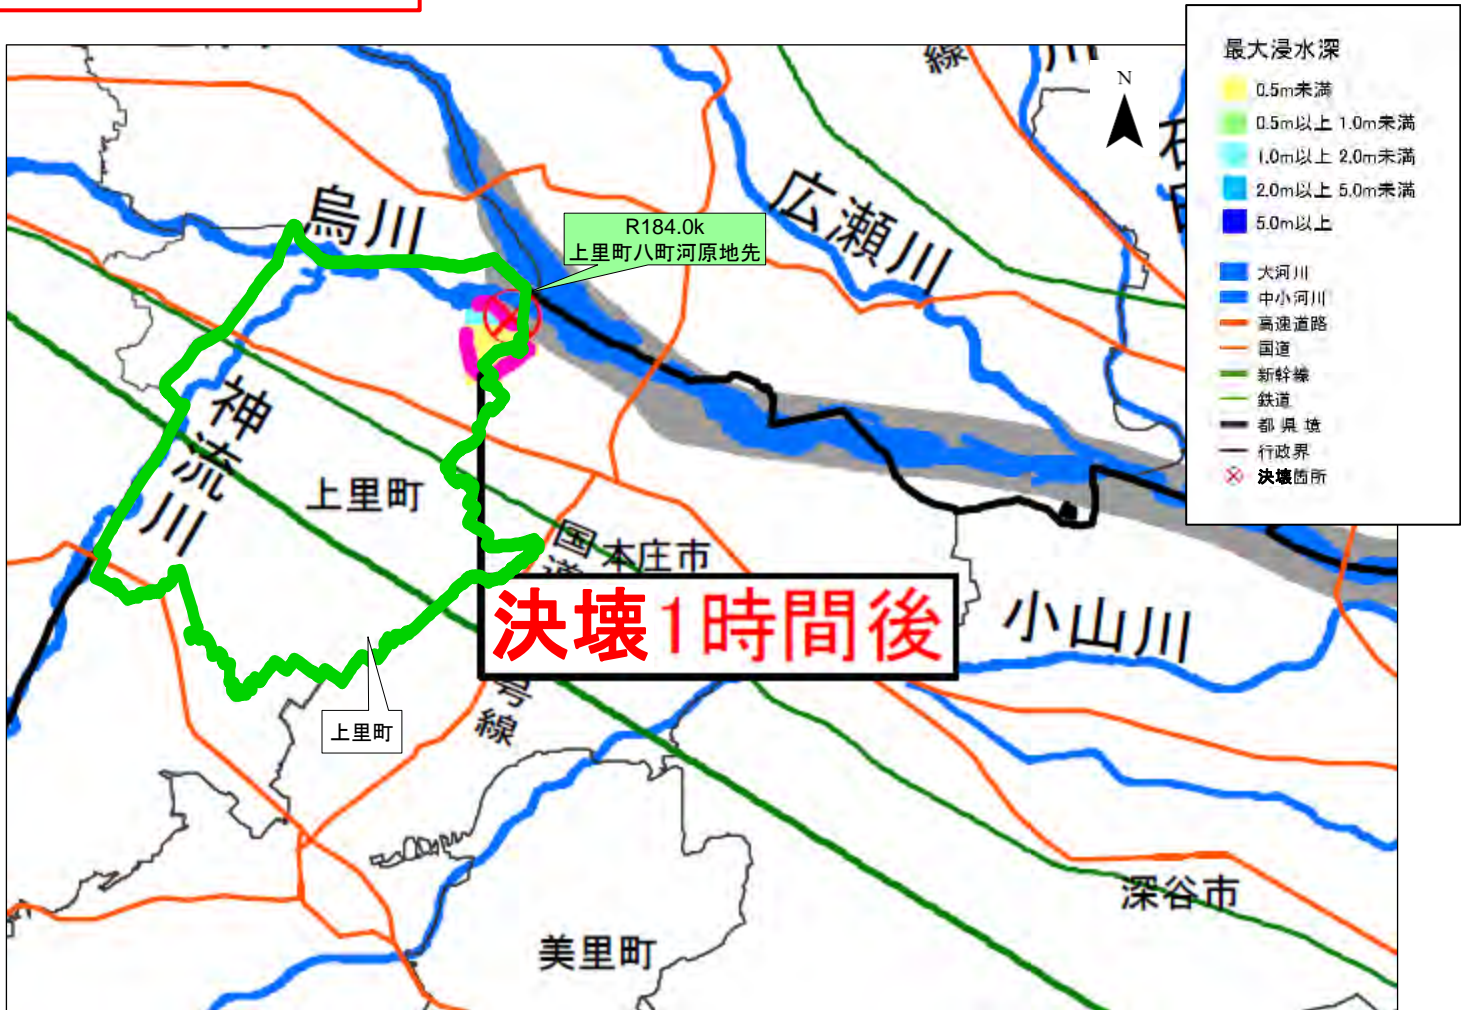 最大浸水深
0.5m未満
0.5m以上 1.0m未満
1.0m以上 2.0m未満
2.0m以上 5.0m未満
5.0m以上
大河川
中小河川
高速道路
国道
新幹線
鉄道
都県境
行政界
決壊箇所
N
線
川
烏川
広瀬川
R184.0k
上里町八町河原地先
神流川
上里町
国道
本庄市
決壊1時間後
号線
小山川
上里町
深谷市
美里町